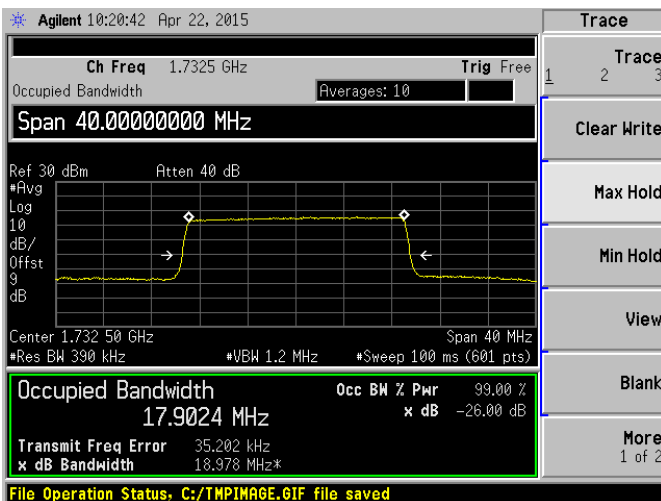 Agilent 10:20:42 Apr 22, 2015
Trace
Ch Freq 1.7325 GHz Trig Free
Occupied Bandwidth Averages: 10
Span 40.00000000 MHz
Ref 30 dBm Atten 40 dB
#Avg
Log
10
dB/
Offst
9
dB
Center 1.732 50 GHz Span 40 MHz
#Res BW 390 kHz #VBW 1.2 MHz #Sweep 100 ms (601 pts)
Occupied Bandwidth Occ BW % Pwr 99.00 %
17.9024 MHz x dB -26.00 dB
Transmit Freq Error 35.202 kHz
x dB Bandwidth 18.978 MHz*
File Operation Status, C:/TMPIMAGE.GIF file saved
Trace
1 2 3
Clear Write
Max Hold
Min Hold
View
Blank
More
1 of 2